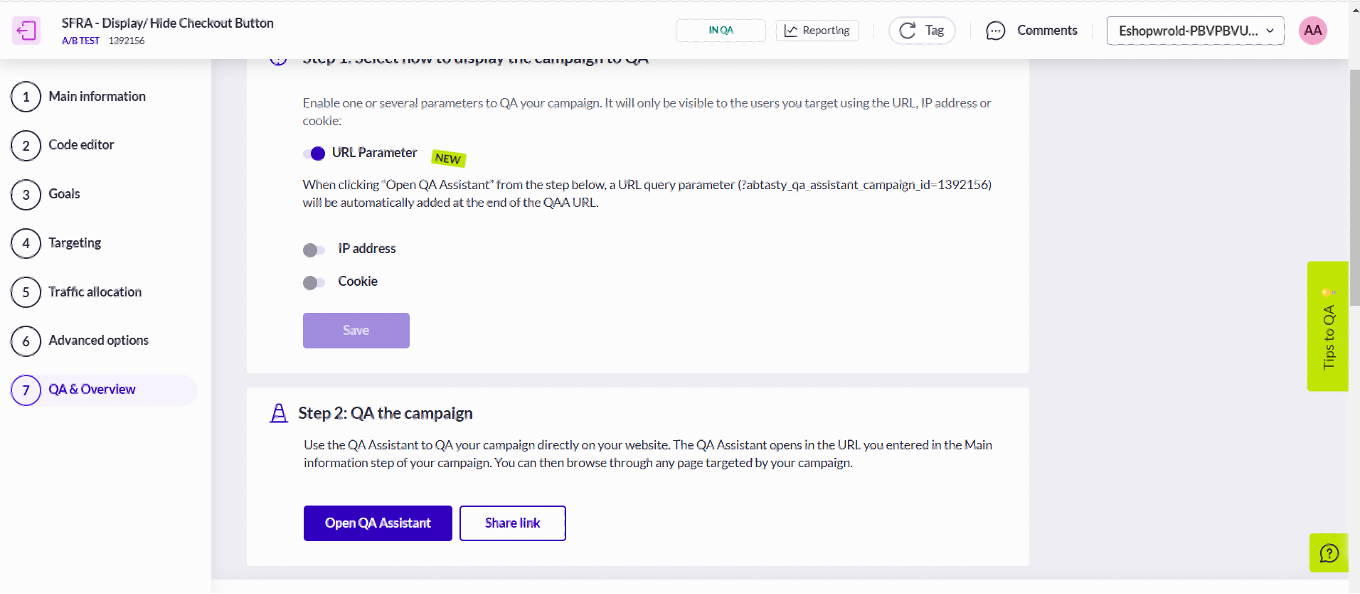 SFRA - Display/ Hide Checkout Button
A/B TEST 1392156
IN QA
Reporting
Tag
Comments
Eshopwrold-PBVPBVU...
AA
1 Main information
2 Code editor
3 Goals
4 Targeting
5 Traffic allocation
6 Advanced options
7 QA & Overview
Step 1: Select how to display the campaign to QA
Enable one or several parameters to QA your campaign. It will only be visible to the users you target using the URL, IP address or
cookie:
URL Parameter NEW
When clicking "Open QA Assistant" from the step below, a URL query parameter (?abtasty_qa_assistant_campaign_id=1392156)
will be automatically added at the end of the QAA URL.
IP address
Cookie
Save
Step 2: QA the campaign
Use the QA Assistant to QA your campaign directly on your website. The QA Assistant opens in the URL you entered in the Main
information step of your campaign. You can then browse through any page targeted by your campaign.
Open QA Assistant
Share link
Tips to QA